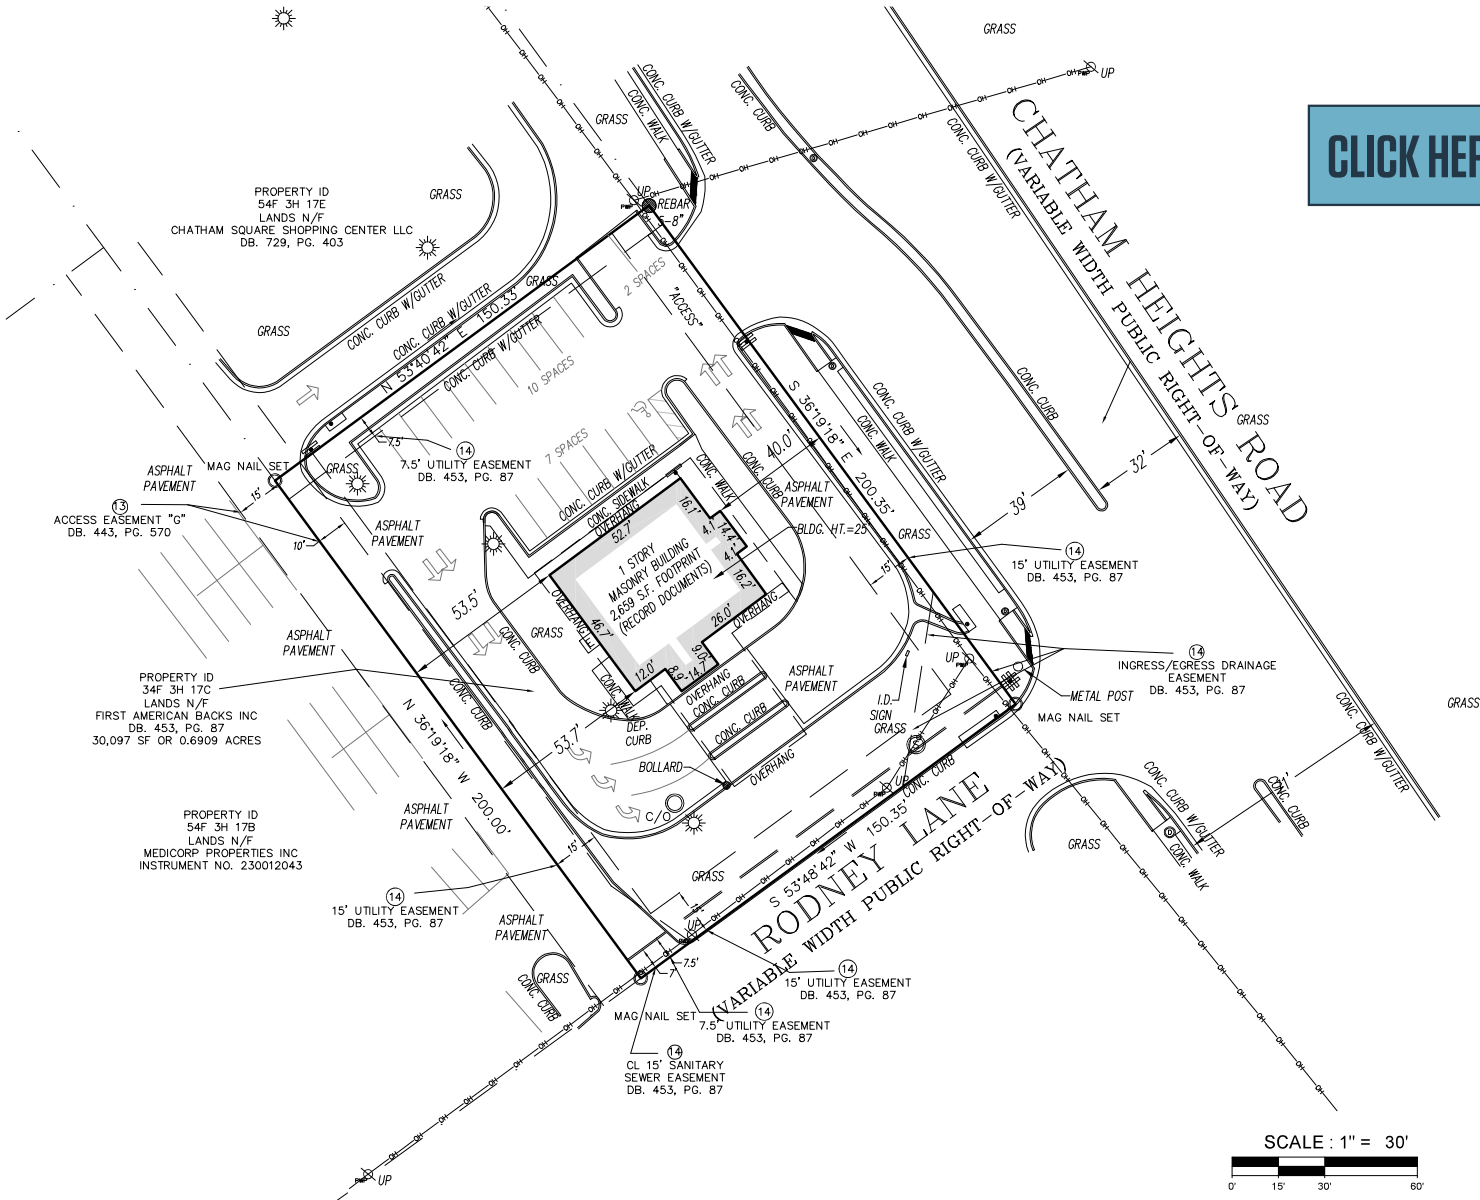 GRASS
UP
CLICK HER
CONC. CURB W/GUTTER
CONC. WALK
GRASS
CONC. CURB
CONC. CURB W/GUTTER
CHATHAM HEIGHTS ROAD
(VARIABLE WIDTH PUBLIC RIGHT-OF-WAY)
PROPERTY ID
54F 3H 17E
LANDS N/F
CHATHAM SQUARE SHOPPING CENTER LLC
DB. 729, PG. 403
GRASS
UP
REBAR
5-8"
GRASS
CONC. CURB W/GUTTER
CONC. CURB W/GUTTER
N 53°40'42" E 150.33'
CONC. CURB W/GUTTER
GRASS
2 SPACES
"ACCESS"
10 SPACES
7 SPACES
CONC. CURB
GRASS
32'
39'
S 36°19'18" E 200.35'
CONC. CURB W/GUTTER
CONC. WALK
GRASS
ASPHALT
PAVEMENT
MAG NAIL SET
GRASS
7.5'
14
7.5' UTILITY EASEMENT
DB. 453, PG. 87
15'
13
ACCESS EASEMENT "G"
DB. 443, PG. 570
10'
ASPHALT
PAVEMENT
CONC. CURB W/GUTTER
CONC. SIDEWALK
OVERHANG
52.7'
CONC. WALK
CONC. CURB
40.0'
ASPHALT
PAVEMENT
16.1'
4.1'
14.4'
4.1'
16.2'
BLDG. HT.=25'
1 STORY
MASONRY BUILDING
2,659 S.F. FOOTPRINT
(RECORD DOCUMENTS)
46.7'
OVERHANG
E
26.0'
OVERHANG
9.0'
14.7'
8.9'
12.0'
53.5'
GRASS
CONC. CURB
15'
14
15' UTILITY EASEMENT
DB. 453, PG. 87
ASPHALT
PAVEMENT
PROPERTY ID
34F 3H 17C
LANDS N/F
FIRST AMERICAN BACKS INC
DB. 453, PG. 87
30,097 SF OR 0.6909 ACRES
N 36°19'18" W 200.00'
CONC. CURB
CONC. WALK
DEP.
CURB
53.7'
OVERHANG
CONC. CURB
CONC. CURB
OVERHANG
BOLLARD
C/O
ASPHALT
PAVEMENT
I.D.
SIGN
GRASS
UP
14
INGRESS/EGRESS DRAINAGE
EASEMENT
DB. 453, PG. 87
METAL POST
MAG NAIL SET
GRASS
CONC. CURB W/GUTTER
S
UP
CONC. CURB
S 53°48'42" W 150.35'
RODNEY LANE
(VARIABLE WIDTH PUBLIC RIGHT-OF-WAY)
GRASS
CONC. CURB W/GUTTER
CONC. WALK
CONC. CURB
PROPERTY ID
54F 3H 17B
LANDS N/F
MEDICORP PROPERTIES INC
INSTRUMENT NO. 230012043
ASPHALT
PAVEMENT
15'
14
15' UTILITY EASEMENT
DB. 453, PG. 87
GRASS
ASPHALT
PAVEMENT
UP
7.5'
7'
14
15' UTILITY EASEMENT
DB. 453, PG. 87
GRASS
CONC. CURB
MAG NAIL SET
14
7.5' UTILITY EASEMENT
DB. 453, PG. 87
14
CL 15' SANITARY
SEWER EASEMENT
DB. 453, PG. 87
UP
SCALE : 1" = 30'
0' 15' 30' 60'